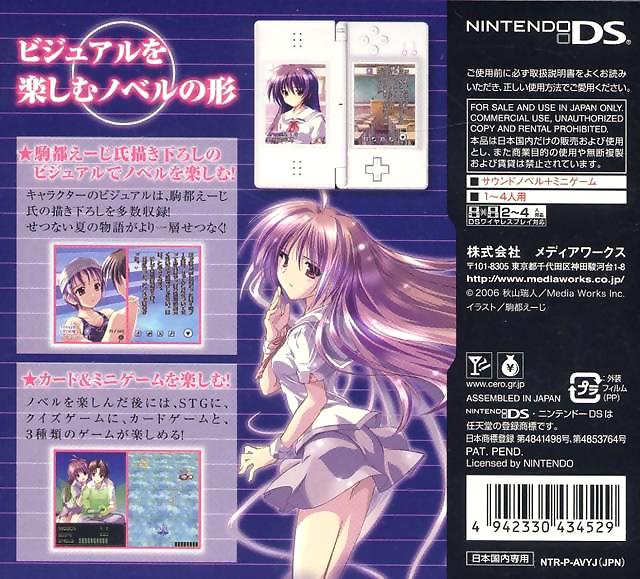 ビジュアルを
楽しむノベルの形
★駒都えーじ氏描き下ろしの
ビジュアルでノベルを楽しむ!
キャラクターのビジュアルは、駒都えーじ
氏の描き下ろしを多数収録!
せつない夏の物語がより一層せつなく!
★カード&ミニゲームを楽しむ!
ノベルを楽しんだ後には、STGに、
クイズゲームに、カードゲームと、
3種類のゲームが楽しめる!
NINTENDO DS™
ご使用前に必ず取扱説明書をよくお読み
いただき、正しい使用方法でご愛用ください。
FOR SALE AND USE IN JAPAN ONLY.
COMMERCIAL USE, UNAUTHORIZED
COPY AND RENTAL PROHIBITED.
本品は日本国内だけの販売および使用
とし、また商業目的の使用や無断複製
および賃貸は禁止されています。
■サウンドノベル+ミニゲーム
■1〜4人用
2〜4人対応
DSワイヤレスプレイ対応
株式会社 メディアワークス
〒101-8305 東京都千代田区神田駿河台1-8
http://www.mediaworks.co.jp/
© 2006 秋山瑞人/Media Works Inc.
イラスト/駒都えーじ
www.cero.gr.jp
プラ
:外装
フィルム
(PP)
ASSEMBLED IN JAPAN
NINTENDO DS・ニンテンドーDSは
任天堂の登録商標です。
日本商標登録 第4841498号、第4853764号
PAT. PEND.
Licensed by NINTENDO
4 942330 434529
日本国内専用
NTR-P-AVYJ(JPN)